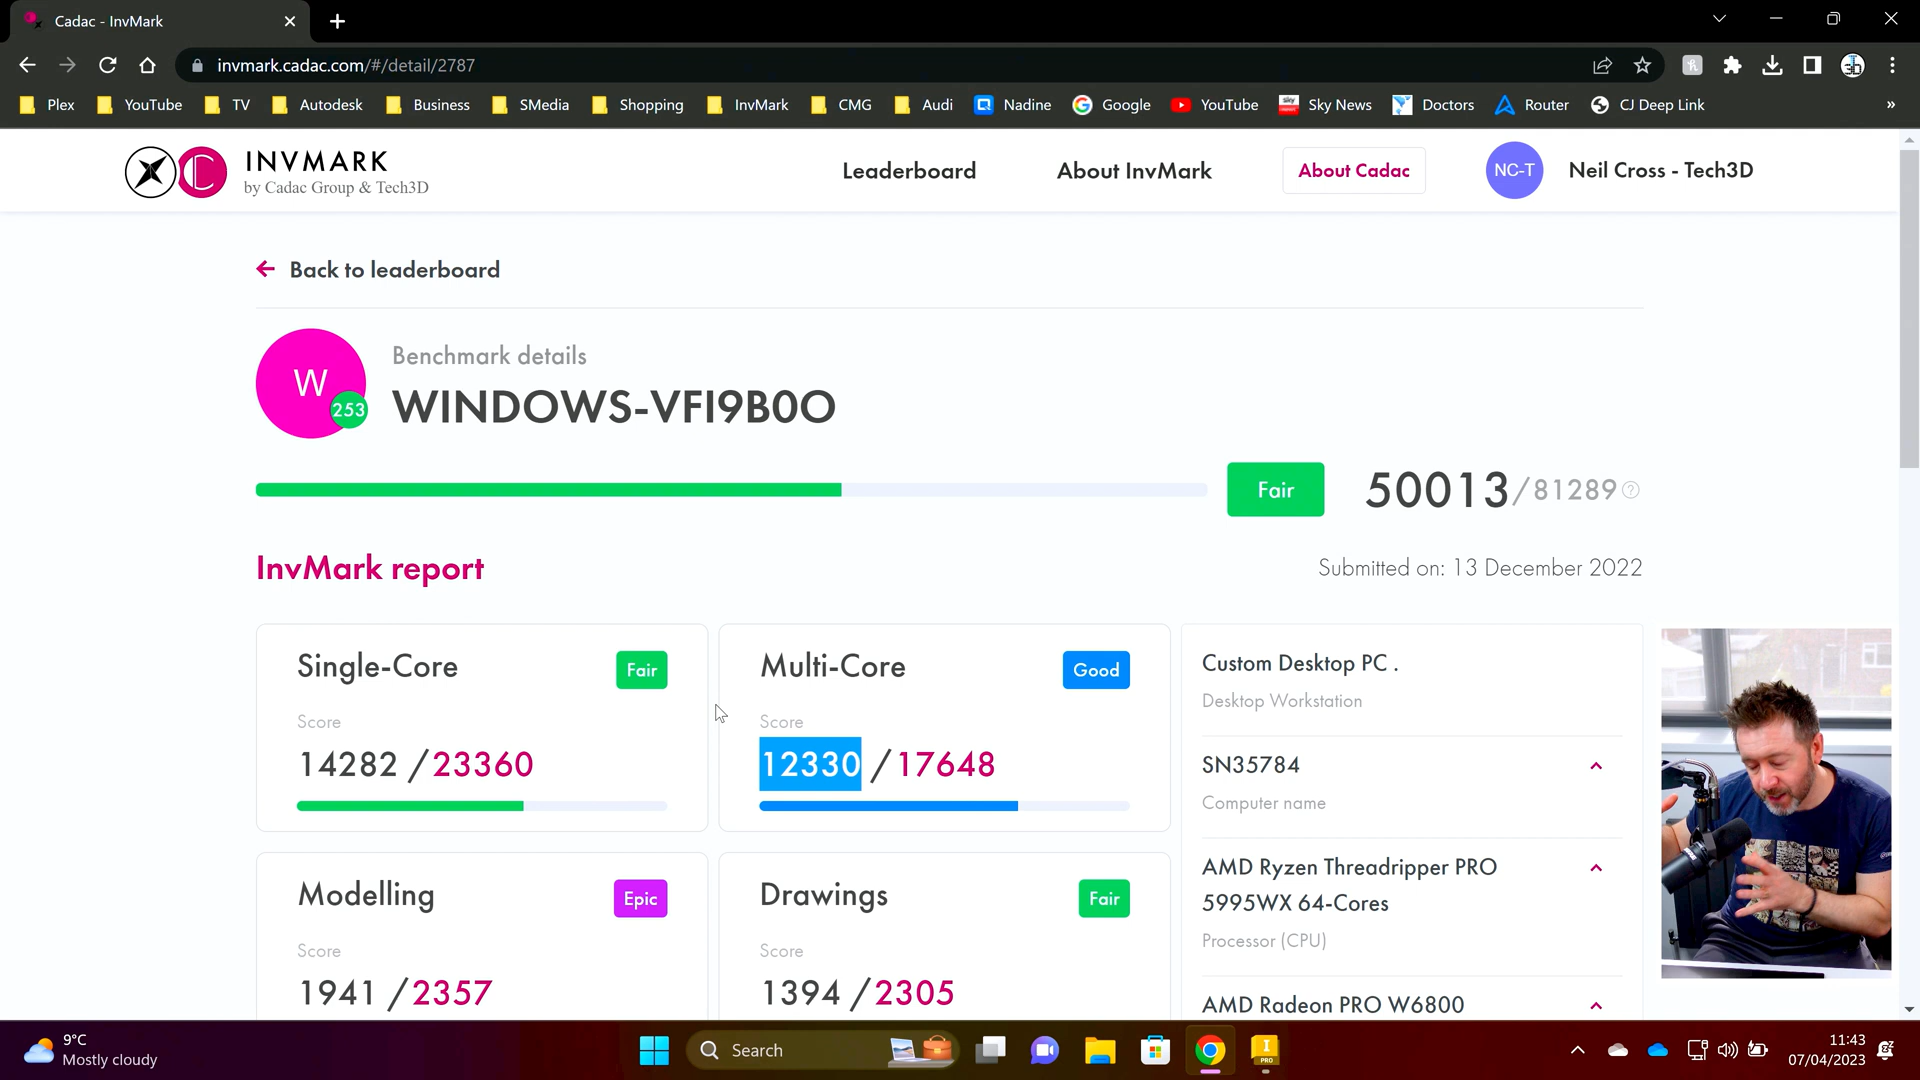 Cadac - InvMark
invmark.cadac.com/#/detail/2787
Plex YouTube TV Autodesk Business SMedia Shopping InvMark CMG Audi Nadine Google YouTube Sky News Doctors Router CJ Deep Link »
INVMARK
by Cadac Group & Tech3D
Leaderboard About InvMark About Cadac NC-T Neil Cross - Tech3D
Back to leaderboard
W
253
Benchmark details
WINDOWS-VFI9B0O
Fair 50013/81289
InvMark report
Submitted on: 13 December 2022
Single-Core Fair
Score
14282 /23360
Multi-Core Good
Score
12330 /17648
Modelling Epic
Score
1941 /2357
Drawings Fair
Score
1394 /2305
Custom Desktop PC .
Desktop Workstation
SN35784
Computer name
AMD Ryzen Threadripper PRO
5995WX 64-Cores
Processor (CPU)
AMD Radeon PRO W6800
9°C
Mostly cloudy
Search
I
PRO
11:43
07/04/2023